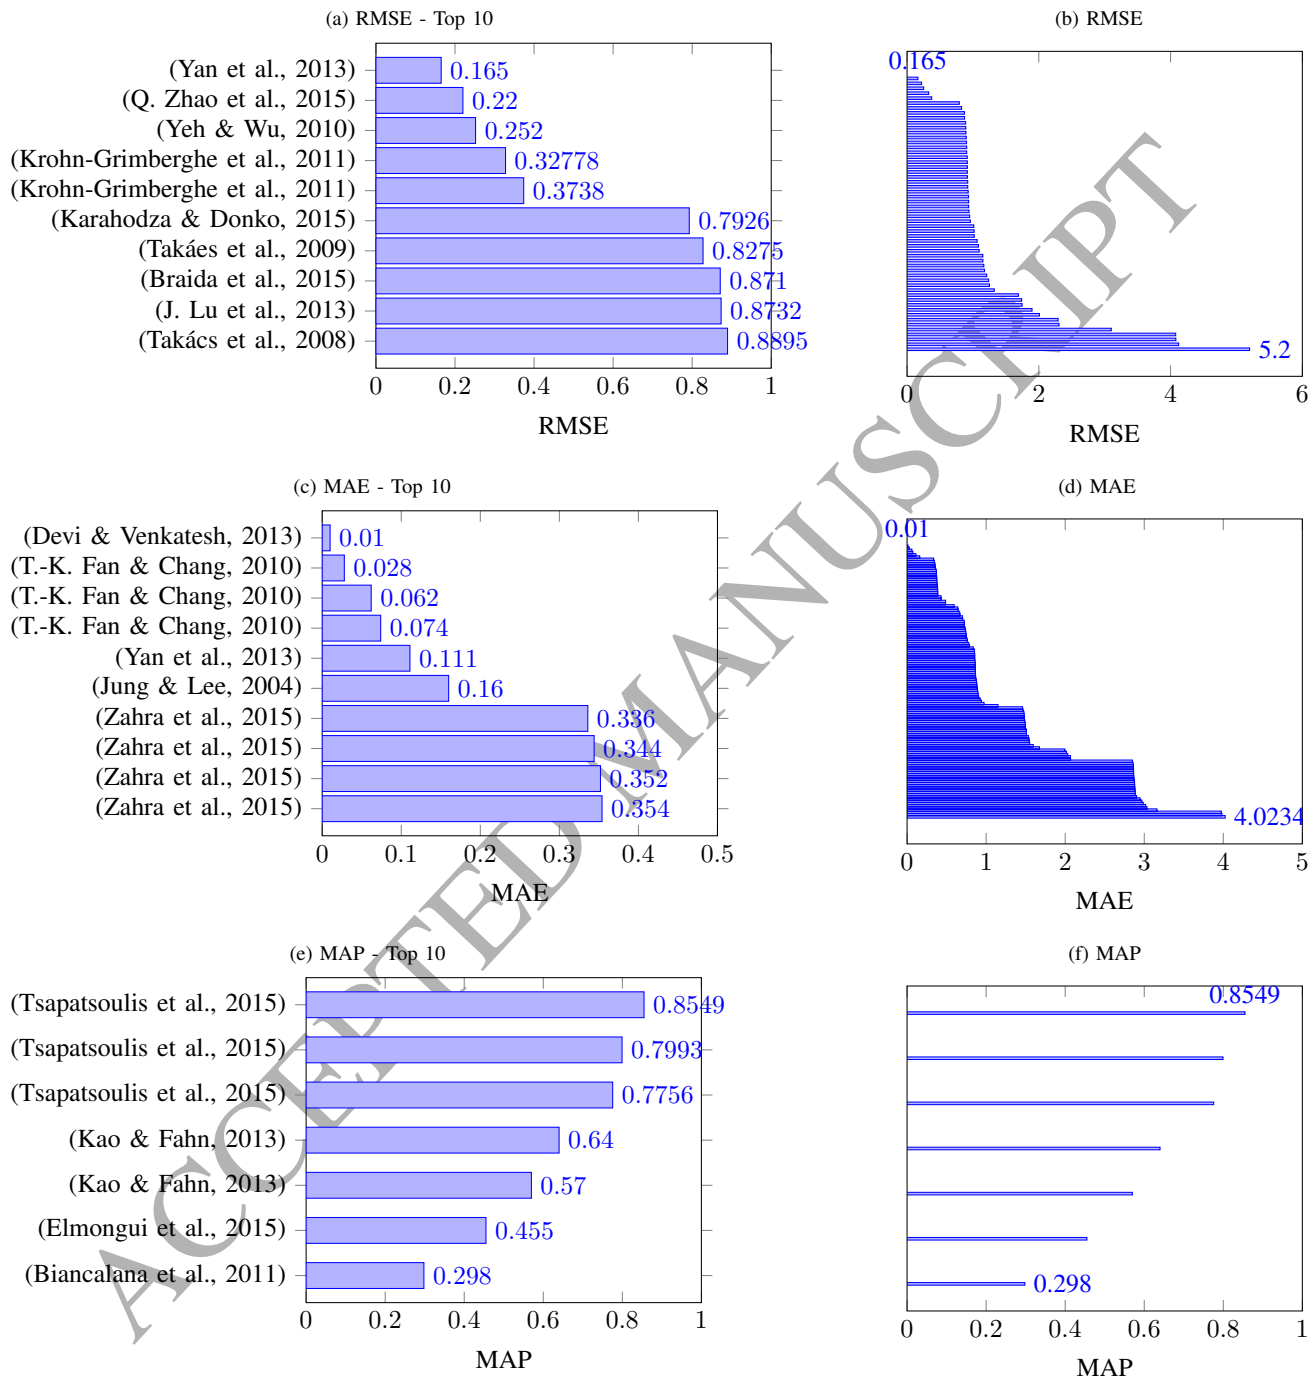 (a) RMSE - Top 10
(Yan et al., 2013) 0.165
(Q. Zhao et al., 2015) 0.22
(Yeh & Wu, 2010) 0.252
(Krohn-Grimberghe et al., 2011) 0.32778
(Krohn-Grimberghe et al., 2011) 0.3738
(Karahodza & Donko, 2015) 0.7926
(Takáes et al., 2009) 0.8275
(Braida et al., 2015) 0.871
(J. Lu et al., 2013) 0.8732
(Takács et al., 2008) 0.8895
0 0.2 0.4 0.6 0.8 1
RMSE
(b) RMSE
0.165
5.2
0 2 4 6
RMSE
(c) MAE - Top 10
(Devi & Venkatesh, 2013) 0.01
(T.-K. Fan & Chang, 2010) 0.028
(T.-K. Fan & Chang, 2010) 0.062
(T.-K. Fan & Chang, 2010) 0.074
(Yan et al., 2013) 0.111
(Jung & Lee, 2004) 0.16
(Zahra et al., 2015) 0.336
(Zahra et al., 2015) 0.344
(Zahra et al., 2015) 0.352
(Zahra et al., 2015) 0.354
0 0.1 0.2 0.3 0.4 0.5
MAE
(d) MAE
0.01
4.0234
0 1 2 3 4 5
MAE
(e) MAP - Top 10
(Tsapatsoulis et al., 2015) 0.8549
(Tsapatsoulis et al., 2015) 0.7993
(Tsapatsoulis et al., 2015) 0.7756
(Kao & Fahn, 2013) 0.64
(Kao & Fahn, 2013) 0.57
(Elmongui et al., 2015) 0.455
(Biancalana et al., 2011) 0.298
0 0.2 0.4 0.6 0.8 1
MAP
(f) MAP
0.8549
0.298
0 0.2 0.4 0.6 0.8 1
MAP
ACCEPTED MANUSCRIPT